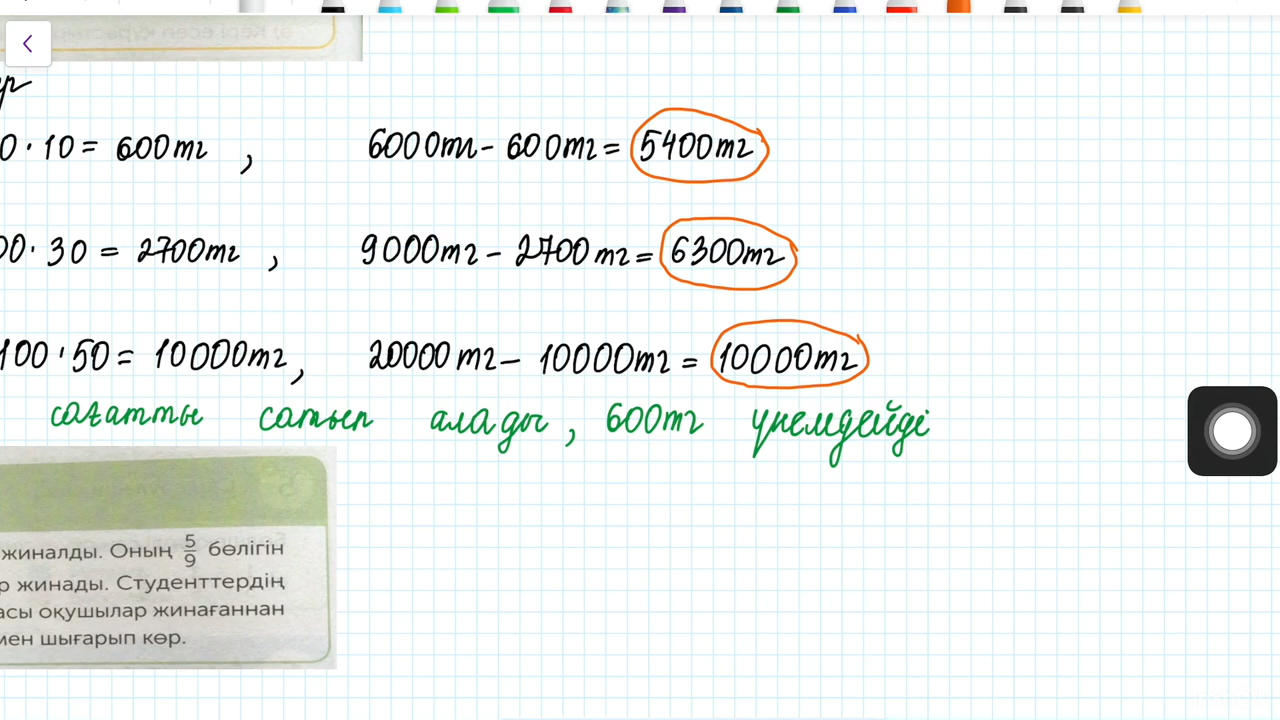 0 · 10 = 600тг , 6000тг - 600тг = 5400тг
00 · 30 = 2700тг , 9000тг - 2700тг = 6300тг
100 · 50 = 10000тг, 20000тг - 10000тг = 10000тг
сағатты сатып алады, 600тг үнемдейді
жиналды. Оның 5/9 бөлігін
р жинады. Студенттердің
асы оқушылар жинағаннан
мен шығарып көр.